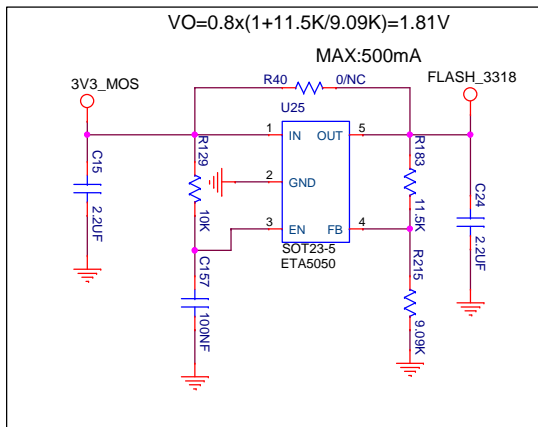 VO=0.8x(1+11.5K/9.09K)=1.81V
MAX:500mA
3V3_MOS
R40
0/NC
FLASH_3318
U25
1
IN
OUT
5
C15
2.2UF
R129
10K
2
GND
R183
11.5K
C24
2.2UF
3
EN
FB
4
SOT23-5
ETA5050
C157
100NF
R215
9.09K